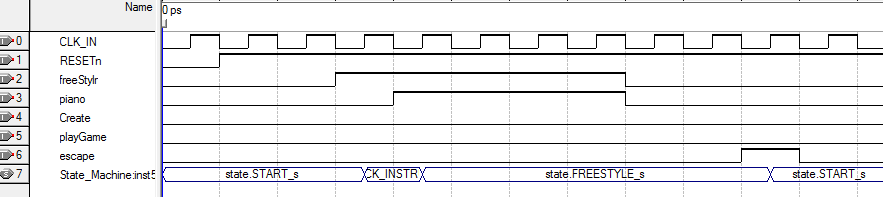 Name
0 ps
0 CLK_IN
1 RESETn
2 freeStylr
3 piano
4 Create
5 playGame
6 escape
7 State_Machine:inst5 state.START_s CK_INSTR state.FREESTYLE_s state.START_s